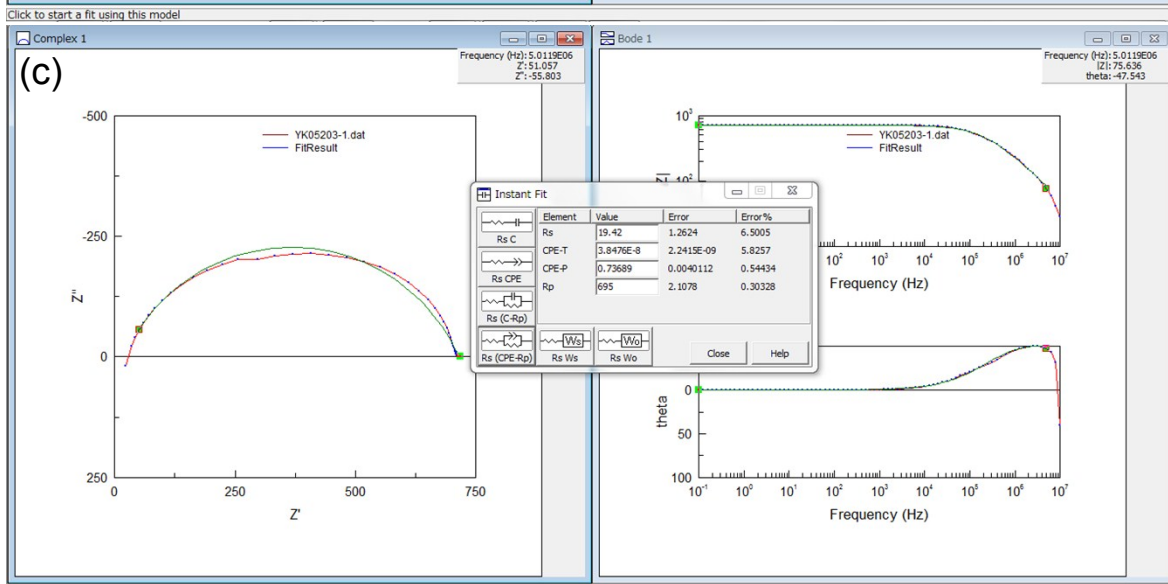 Click to start a fit using this model
Complex 1
(c)
Frequency (Hz):5.0119E06
Z':51.057
Z'':-55.803
-500
-250
0
250
0
250
500
750
Z''
Z'
YK05203-1.dat
FitResult
Bode 1
Frequency (Hz):5.0119E06
|Z|:75.636
theta:-47.543
10³
10²
|Z|
YK05203-1.dat
FitResult
10² 10³ 10⁴ 10⁵ 10⁶ 10⁷
Frequency (Hz)
Instant Fit
Element Value Error Error%
Rs 19.42 1.2624 6.5005
CPE-T 3.8476E-8 2.2415E-09 5.8257
CPE-P 0.73689 0.0040112 0.54434
Rp 695 2.1078 0.30328
Rs C
Rs CPE
Rs (C-Rp)
Rs (CPE-Rp)
Ws
Rs Ws
Wo
Rs Wo
Close
Help
0
50
100
theta
10⁻¹ 10⁰ 10¹ 10² 10³ 10⁴ 10⁵ 10⁶ 10⁷
Frequency (Hz)